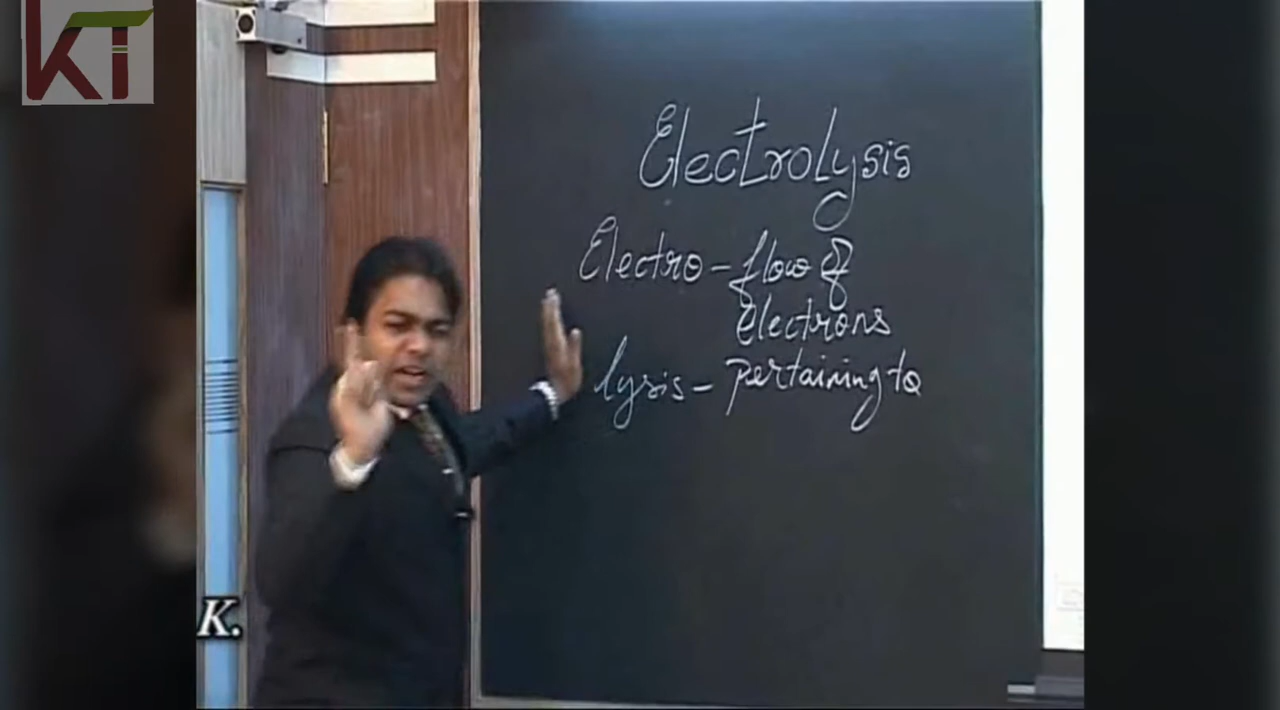 KT
Electrolysis
Electro - flow of
Electrons
lysis - pertaining to
K.